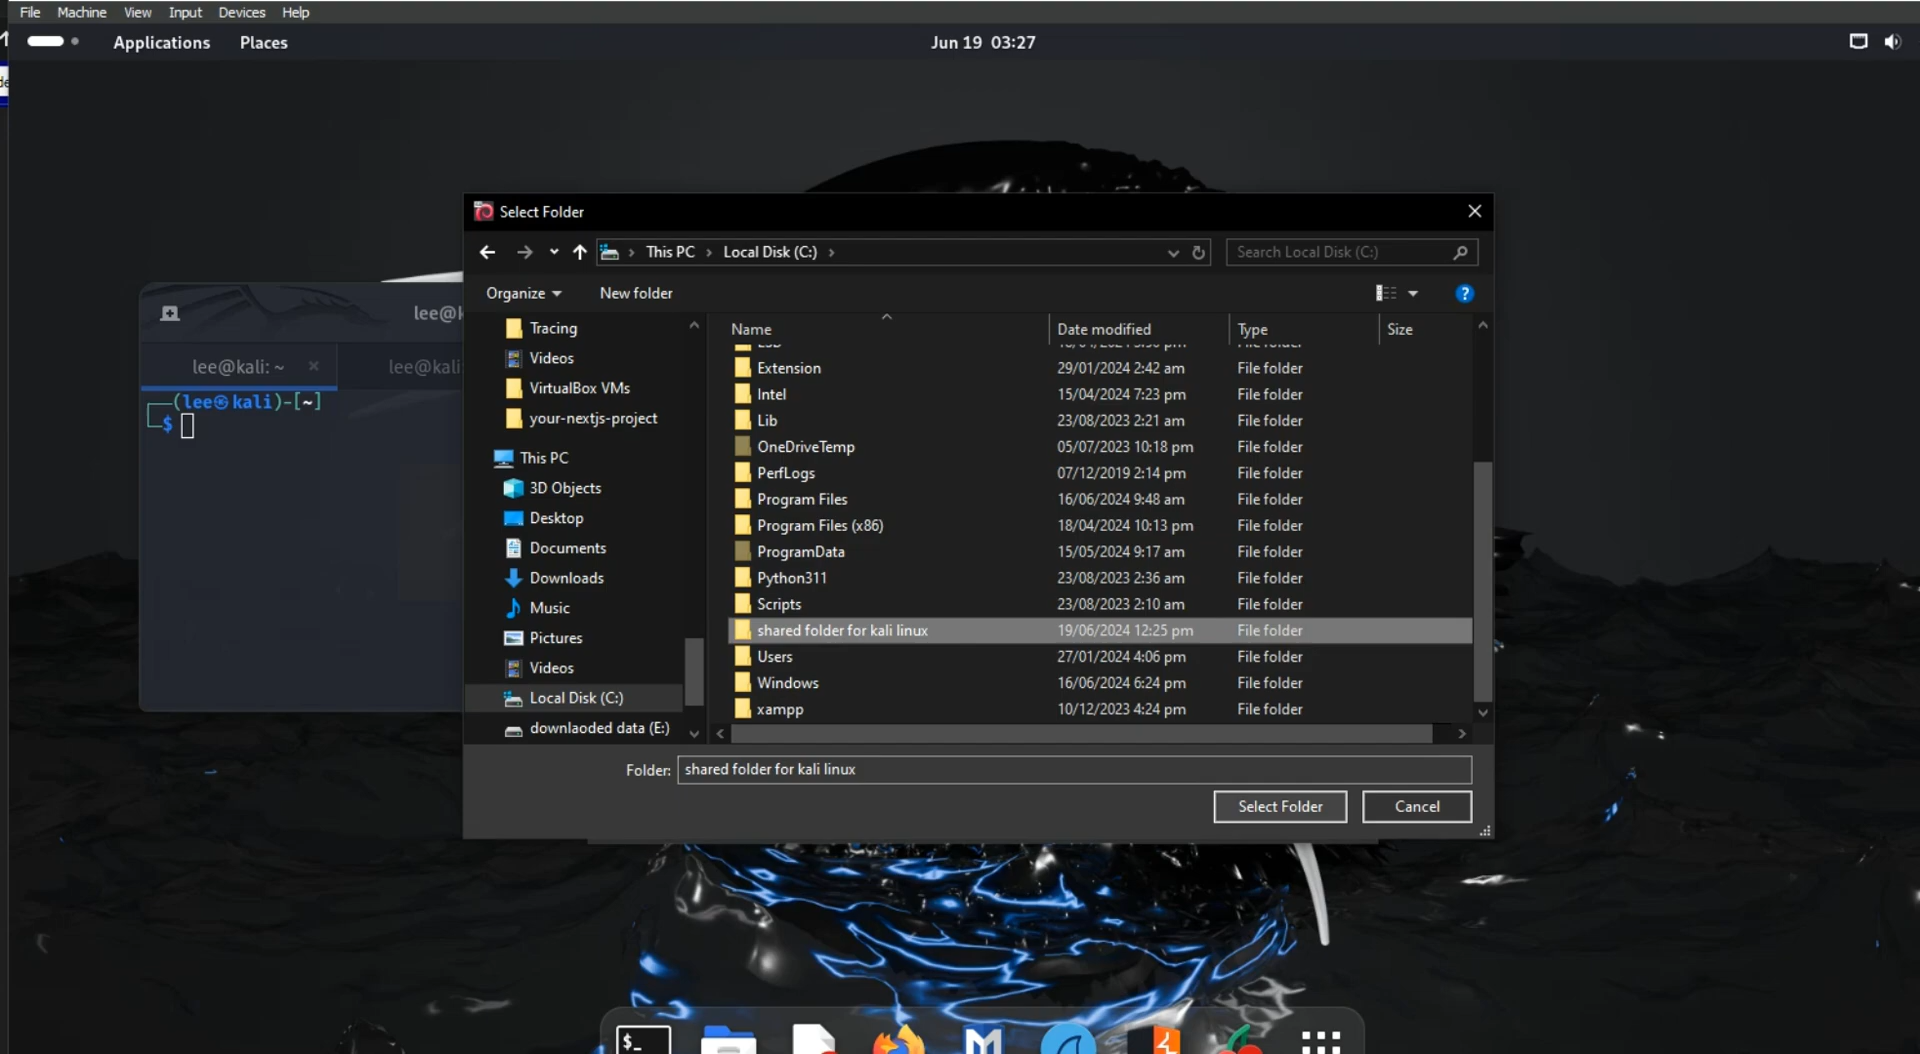 File Machine View Input Devices Help
Applications Places Jun 19 03:27
Select Folder
This PC › Local Disk (C:) › Search Local Disk (C:)
Organize New folder
Tracing
Videos
VirtualBox VMs
your-nextjs-project
This PC
3D Objects
Desktop
Documents
Downloads
Music
Pictures
Videos
Local Disk (C:)
downlaoded data (E:)
Name Date modified Type Size
Extension 29/01/2024 2:42 am File folder
Intel 15/04/2024 7:23 pm File folder
Lib 23/08/2023 2:21 am File folder
OneDriveTemp 05/07/2023 10:18 pm File folder
PerfLogs 07/12/2019 2:14 pm File folder
Program Files 16/06/2024 9:48 am File folder
Program Files (x86) 18/04/2024 10:13 pm File folder
ProgramData 15/05/2024 9:17 am File folder
Python311 23/08/2023 2:36 am File folder
Scripts 23/08/2023 2:10 am File folder
shared folder for kali linux 19/06/2024 12:25 pm File folder
Users 27/01/2024 4:06 pm File folder
Windows 16/06/2024 6:24 pm File folder
xampp 10/12/2023 4:24 pm File folder
Folder: shared folder for kali linux
Select Folder Cancel
lee@k
lee@kali: ~ lee@kali:
(lee㉿kali)-[~]
$
$_